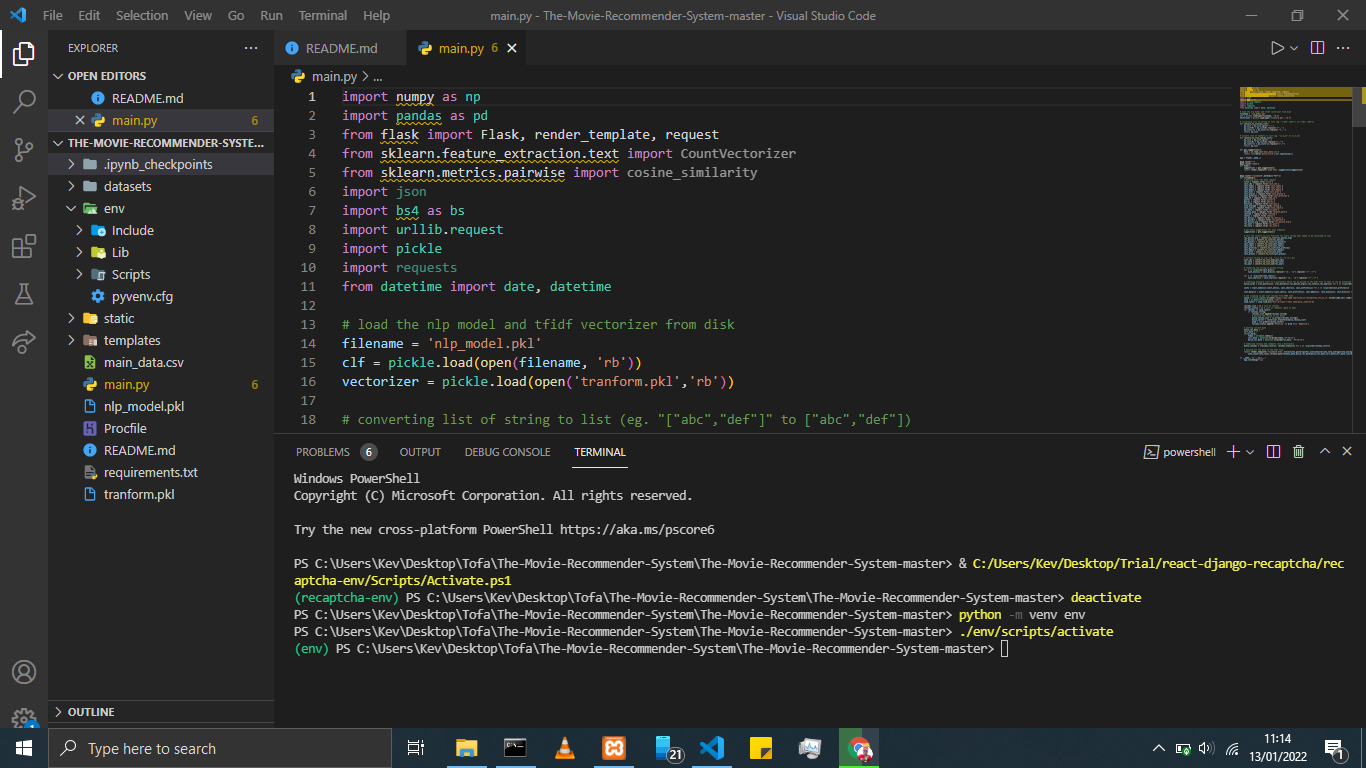 File Edit Selection View Go Run Terminal Help main.py - The-Movie-Recommender-System-master - Visual Studio Code
EXPLORER
OPEN EDITORS
README.md
main.py 6
THE-MOVIE-RECOMMENDER-SYSTE...
.ipynb_checkpoints
datasets
env
Include
Lib
Scripts
pyvenv.cfg
static
templates
main_data.csv
main.py 6
nlp_model.pkl
Procfile
README.md
requirements.txt
tranform.pkl
OUTLINE
README.md main.py 6
main.py > ...
1 import numpy as np
2 import pandas as pd
3 from flask import Flask, render_template, request
4 from sklearn.feature_extraction.text import CountVectorizer
5 from sklearn.metrics.pairwise import cosine_similarity
6 import json
7 import bs4 as bs
8 import urllib.request
9 import pickle
10 import requests
11 from datetime import date, datetime
12
13 # load the nlp model and tfidf vectorizer from disk
14 filename = 'nlp_model.pkl'
15 clf = pickle.load(open(filename, 'rb'))
16 vectorizer = pickle.load(open('tranform.pkl','rb'))
17
18 # converting list of string to list (eg. "["abc","def"]" to ["abc","def"])
PROBLEMS 6 OUTPUT DEBUG CONSOLE TERMINAL powershell
Windows PowerShell
Copyright (C) Microsoft Corporation. All rights reserved.
Try the new cross-platform PowerShell https://aka.ms/pscore6
PS C:\Users\Kev\Desktop\Tofa\The-Movie-Recommender-System\The-Movie-Recommender-System-master> & C:/Users/Kev/Desktop/Trial/react-django-recaptcha/rec
aptcha-env/Scripts/Activate.ps1
(recaptcha-env) PS C:\Users\Kev\Desktop\Tofa\The-Movie-Recommender-System\The-Movie-Recommender-System-master> deactivate
PS C:\Users\Kev\Desktop\Tofa\The-Movie-Recommender-System\The-Movie-Recommender-System-master> python -m venv env
PS C:\Users\Kev\Desktop\Tofa\The-Movie-Recommender-System\The-Movie-Recommender-System-master> ./env/scripts/activate
(env) PS C:\Users\Kev\Desktop\Tofa\The-Movie-Recommender-System\The-Movie-Recommender-System-master>
1
Type here to search
21
11:14
13/01/2022
1